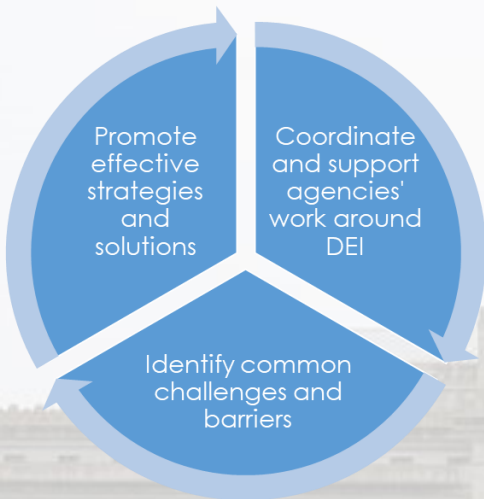 Promote
effective
strategies
and
solutions
Coordinate
and support
agencies'
work around
DEI
Identify common
challenges and
barriers